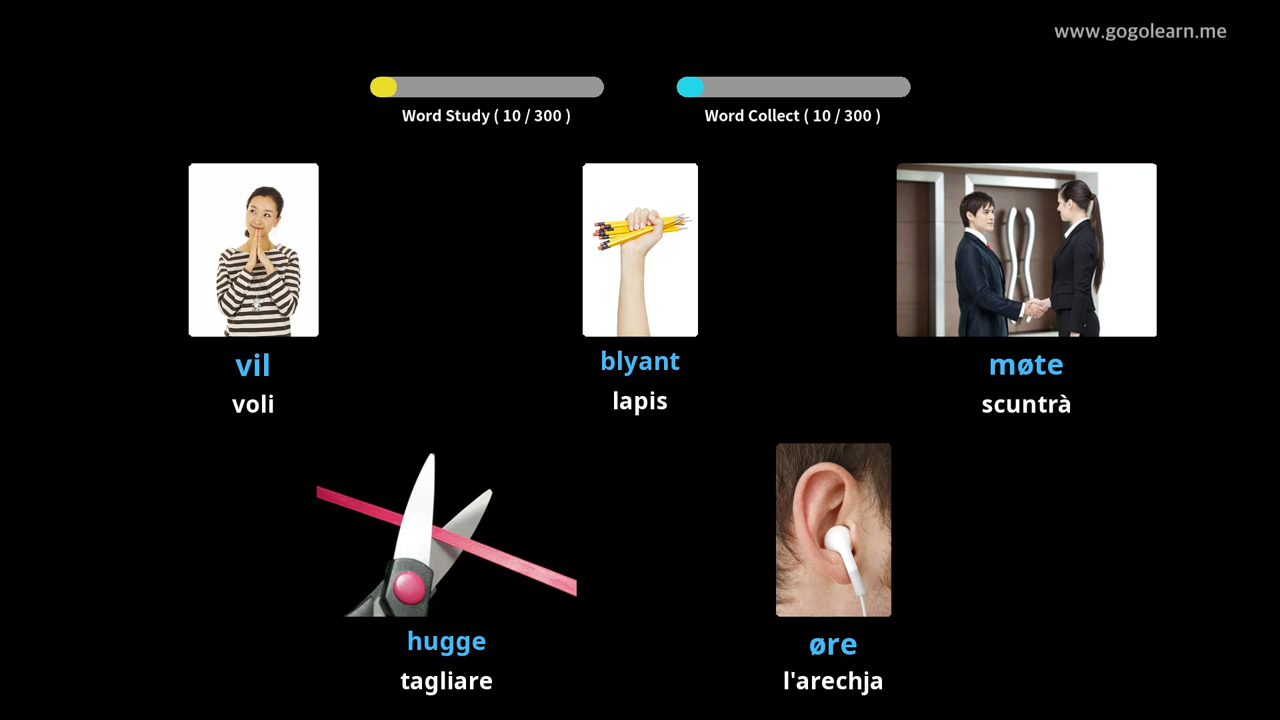 www.gogolearn.me
Word Study ( 10 / 300 )
Word Collect ( 10 / 300 )
vil
voli
blyant
lapis
møte
scuntrà
hugge
tagliare
øre
l'arechja